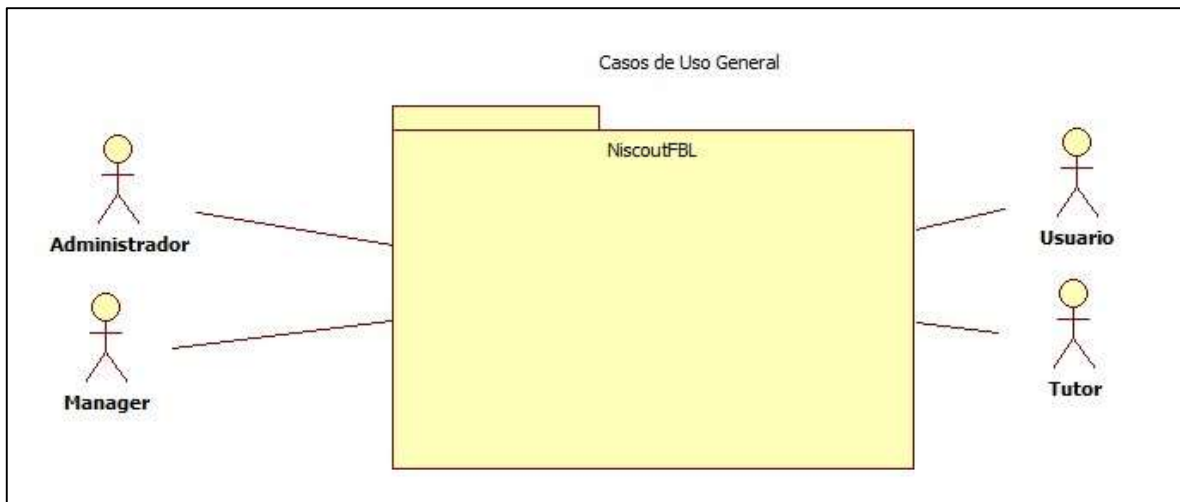 Casos de Uso General
NiscoutFBL
Administrador
Usuario
Manager
Tutor